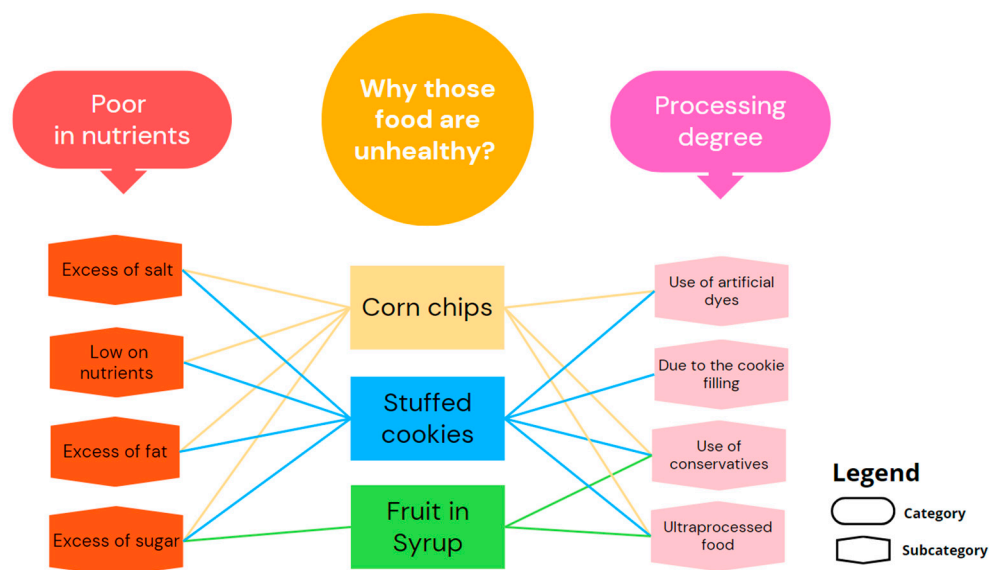 Poor
in nutrients
Why those
food are
unhealthy?
Processing
degree
Excess of salt
Low on
nutrients
Excess of fat
Excess of sugar
Corn chips
Stuffed
cookies
Fruit in
Syrup
Use of artificial
dyes
Due to the cookie
filling
Use of
conservatives
Ultraprocessed
food
Legend
Category
Subcategory